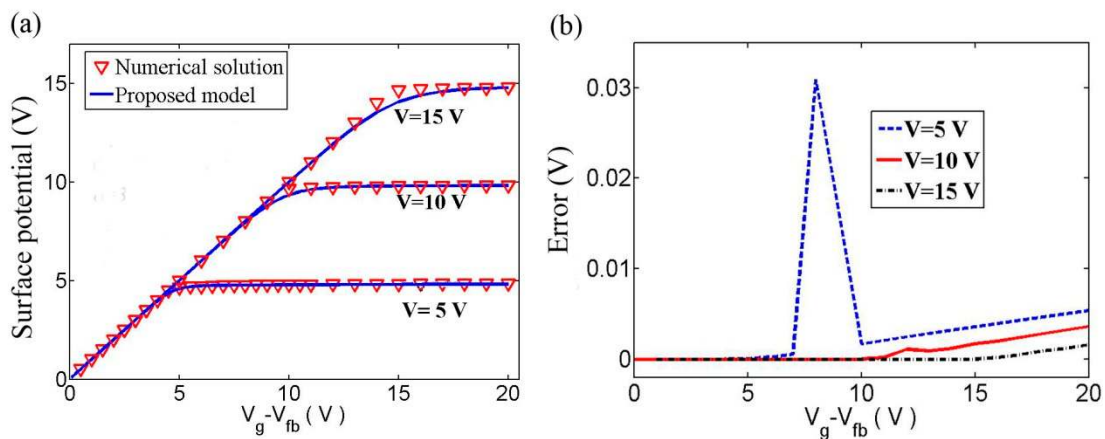 (a)
Surface potential (V)
15
10
5
0
Numerical solution
Proposed model
V=15 V
V=10 V
V= 5 V
0 5 10 15 20
Vg-Vfb ( V )
(b)
Error (V)
0.03
0.02
0.01
0
V=5 V
V=10 V
V=15 V
0 5 10 15 20
Vg-Vfb ( V )